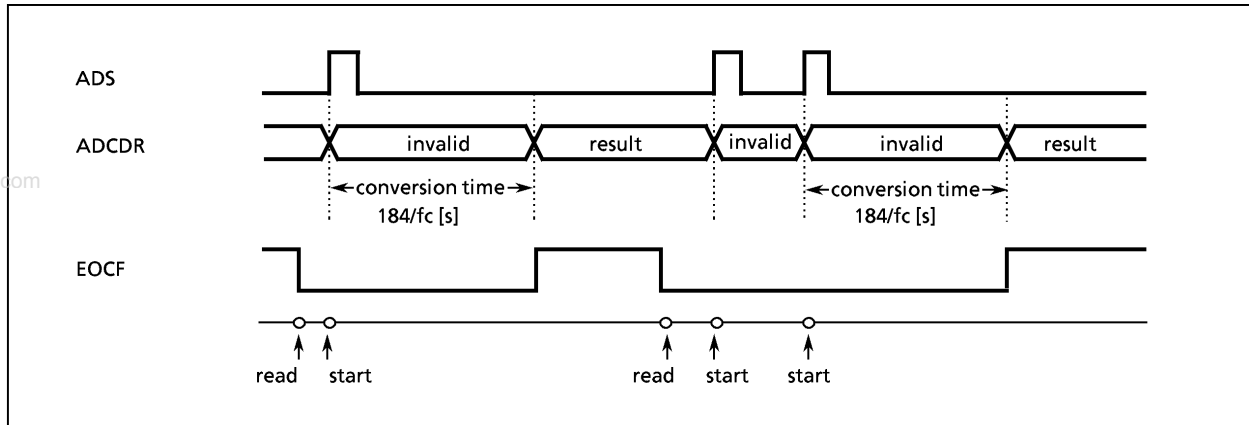 ADS
ADCDR invalid result invalid invalid result
com
conversion time conversion time
184/fc [s] 184/fc [s]
EOCF
read start read start start